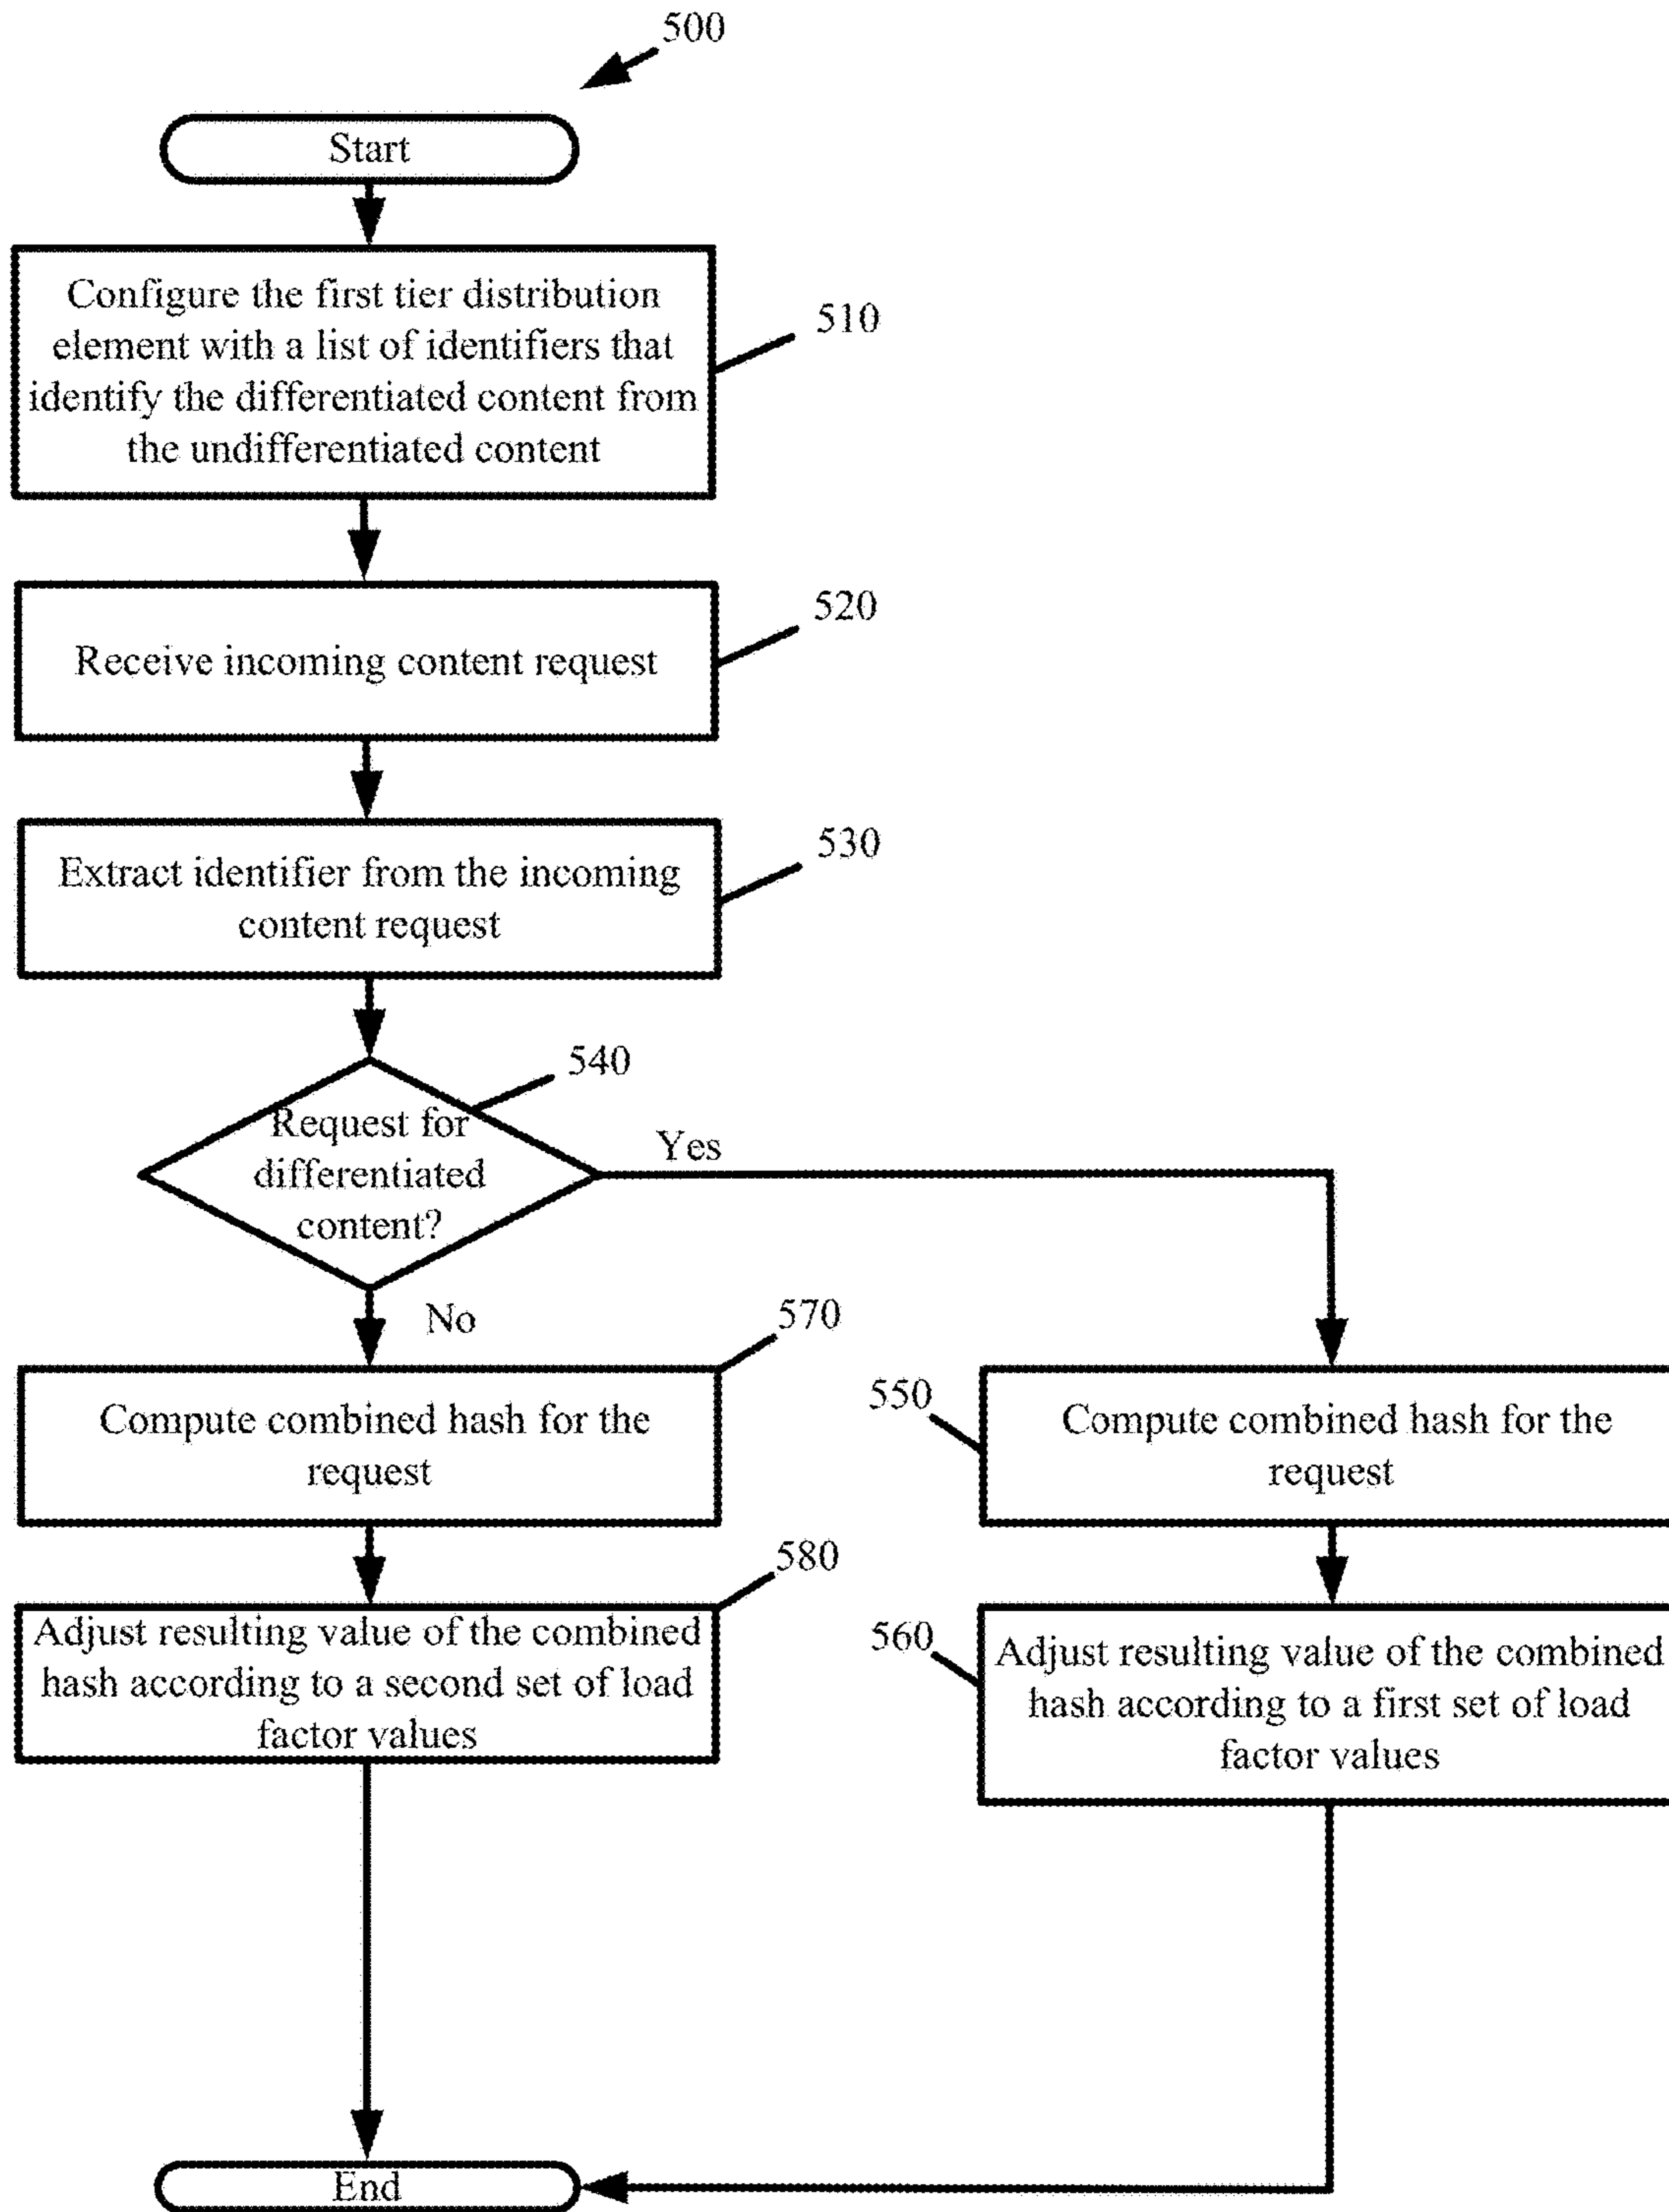 500
Start
Configure the first tier distribution
element with a list of identifiers that
identify the differentiated content from
the undifferentiated content
510
Receive incoming content request
520
Extract identifier from the incoming
content request
530
Request for
differentiated
content?
540
Yes
No
Compute combined hash for the
request
570
550
Compute combined hash for the
request
Adjust resulting value of the combined
hash according to a second set of load
factor values
580
560
Adjust resulting value of the combined
hash according to a first set of load
factor values
End